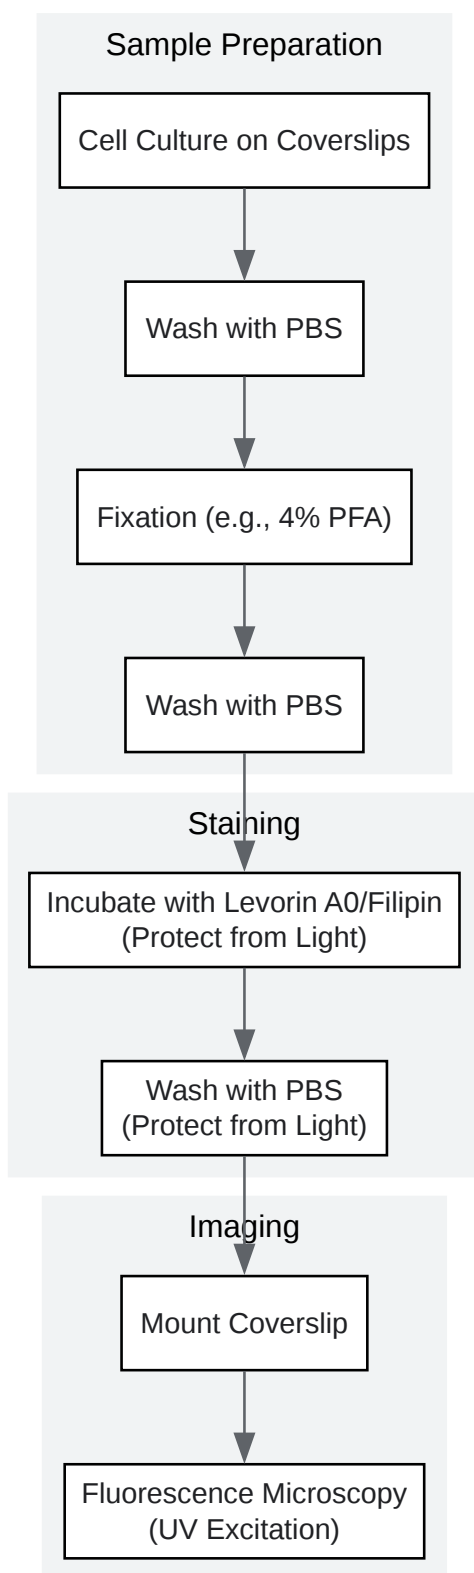 Sample Preparation
Cell Culture on Coverslips
Wash with PBS
Fixation (e.g., 4% PFA)
Wash with PBS
Staining
Incubate with Levorin A0/Filipin
(Protect from Light)
Wash with PBS
(Protect from Light)
Imaging
Mount Coverslip
Fluorescence Microscopy
(UV Excitation)